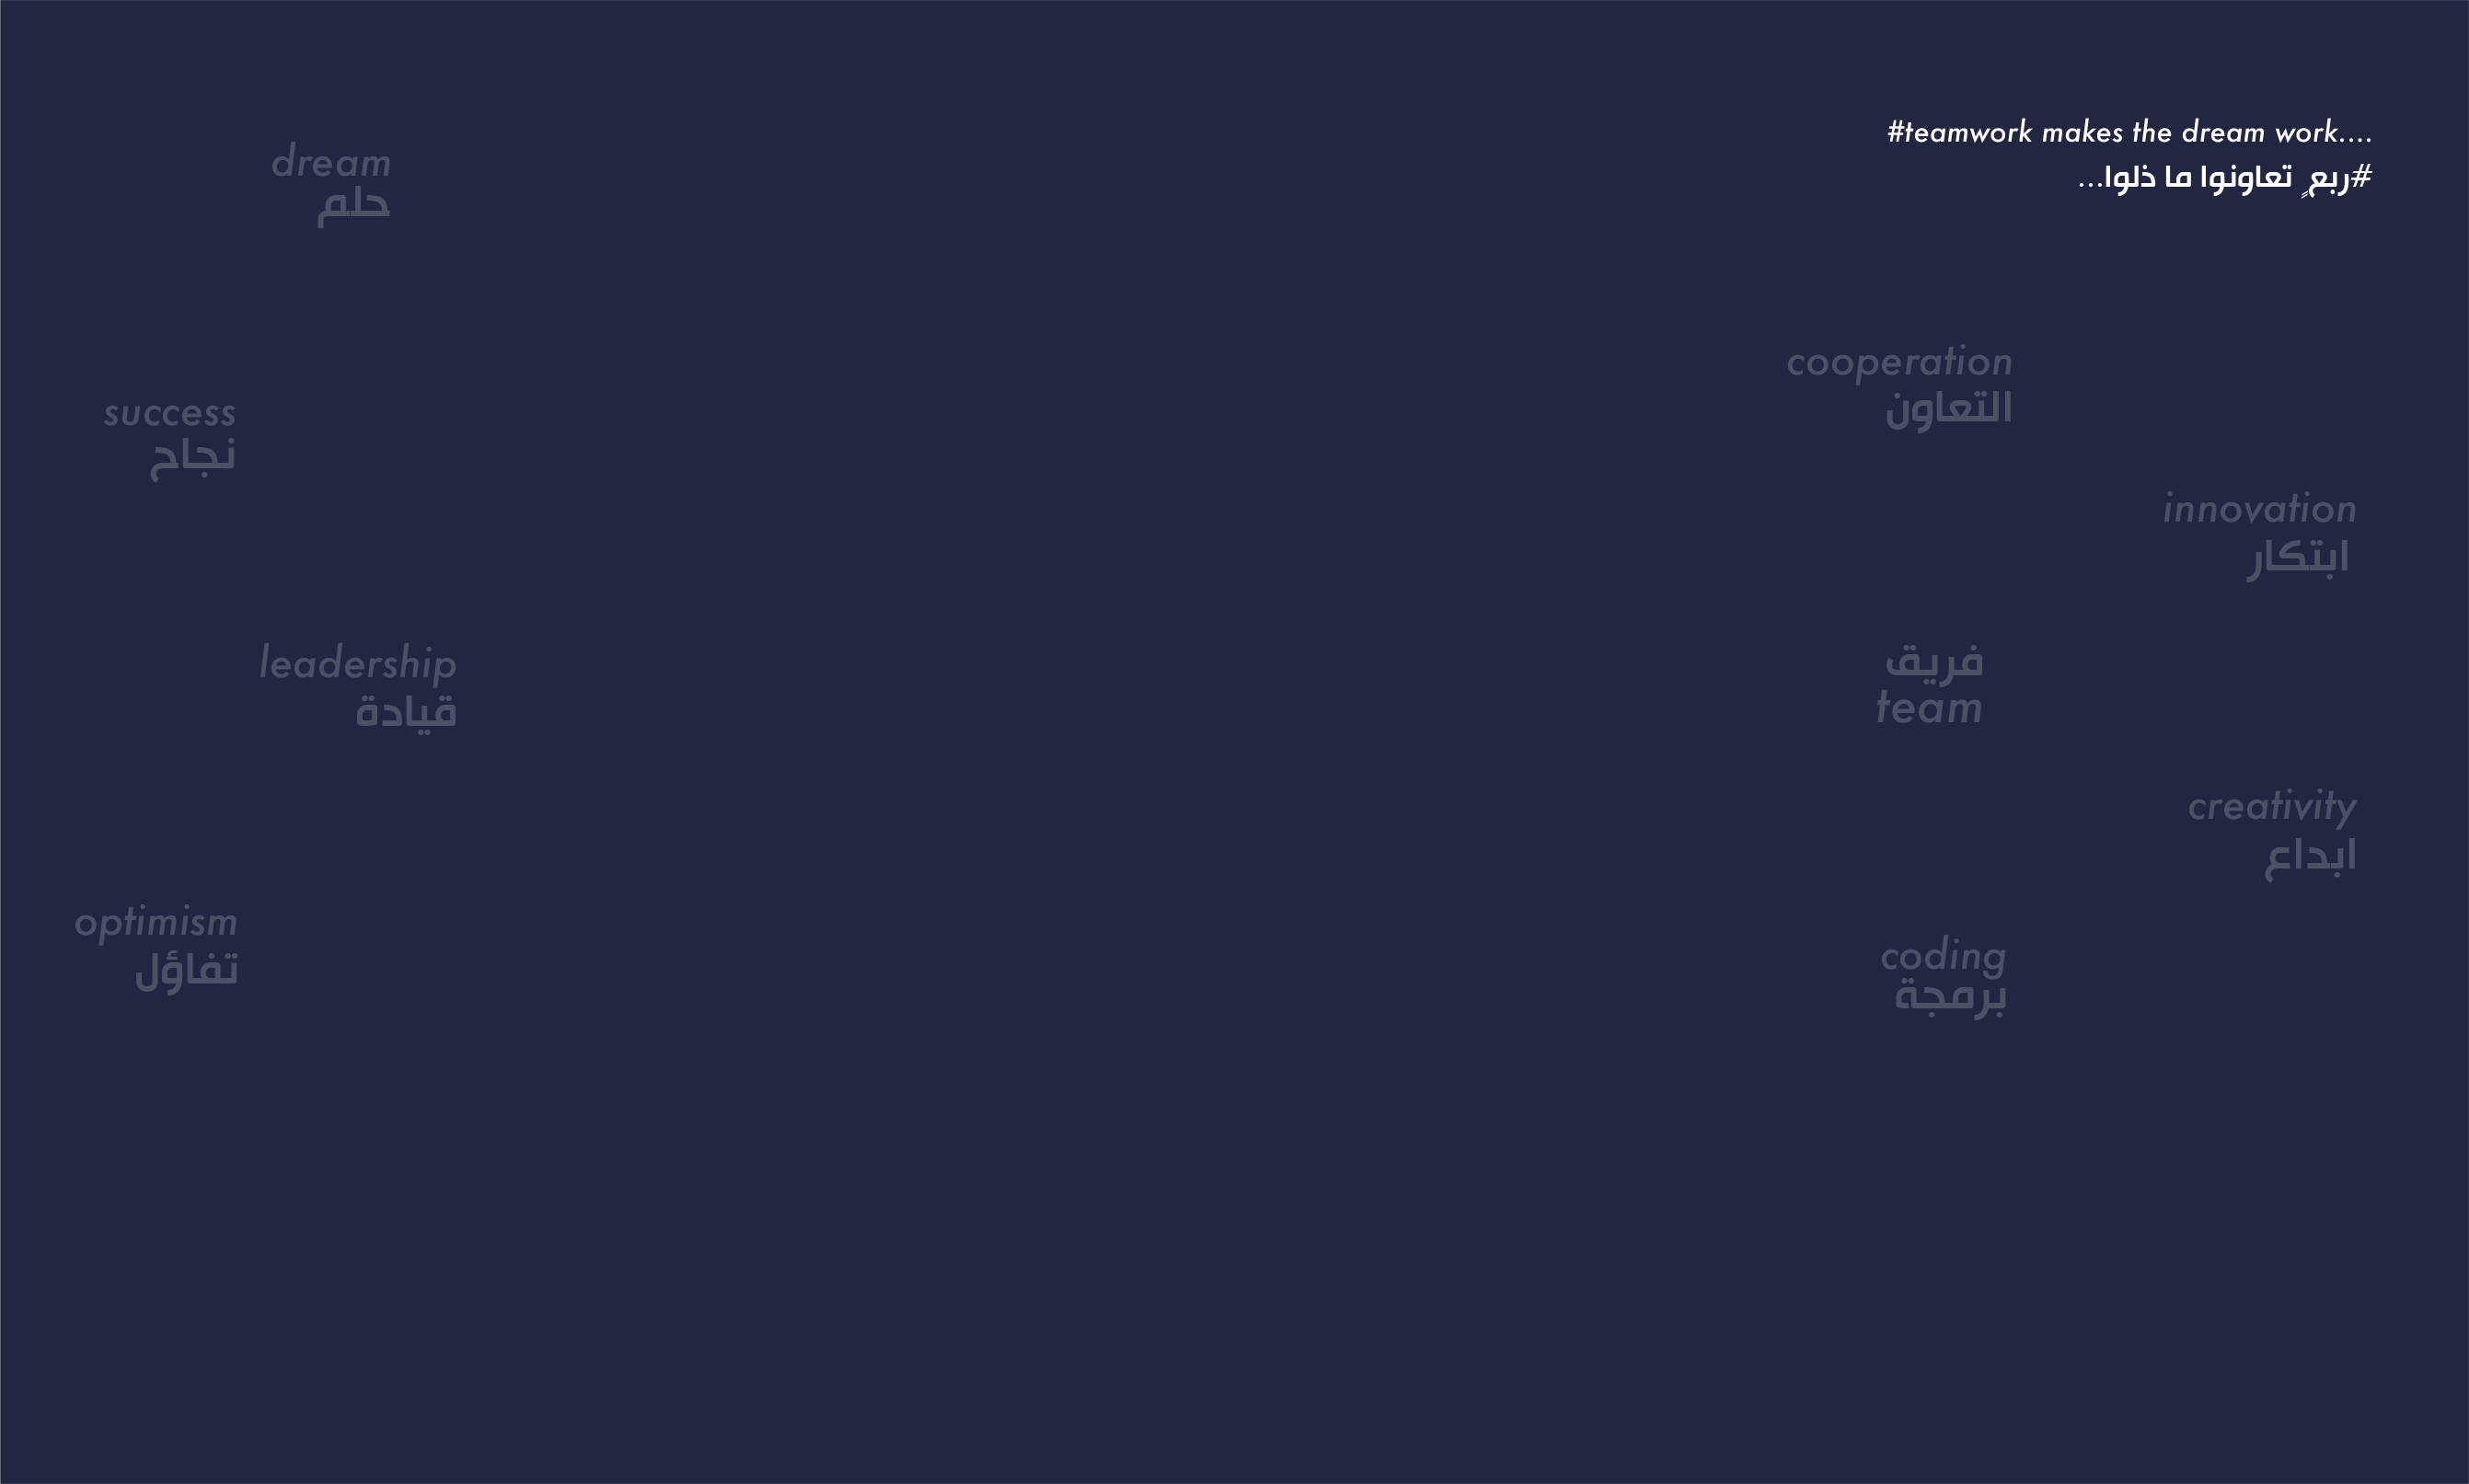 #teamwork makes the dream work....
#ربعٍ تعاونوا ما ذلوا...
dream
حلم
cooperation
التعاون
success
نجاح
innovation
ابتكار
leadership
قيادة
فريق
team
creativity
ابداع
optimism
تفاؤل
coding
برمجة